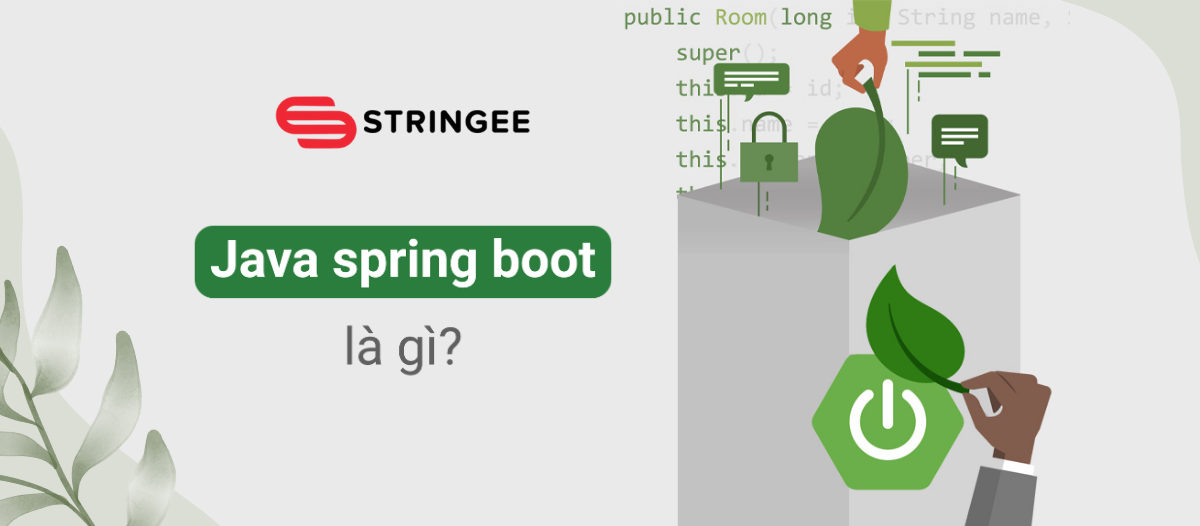 STRINGEE
Java spring boot
là gì?
public Room(long i String name,
super();
thi id;
this.name =
this.